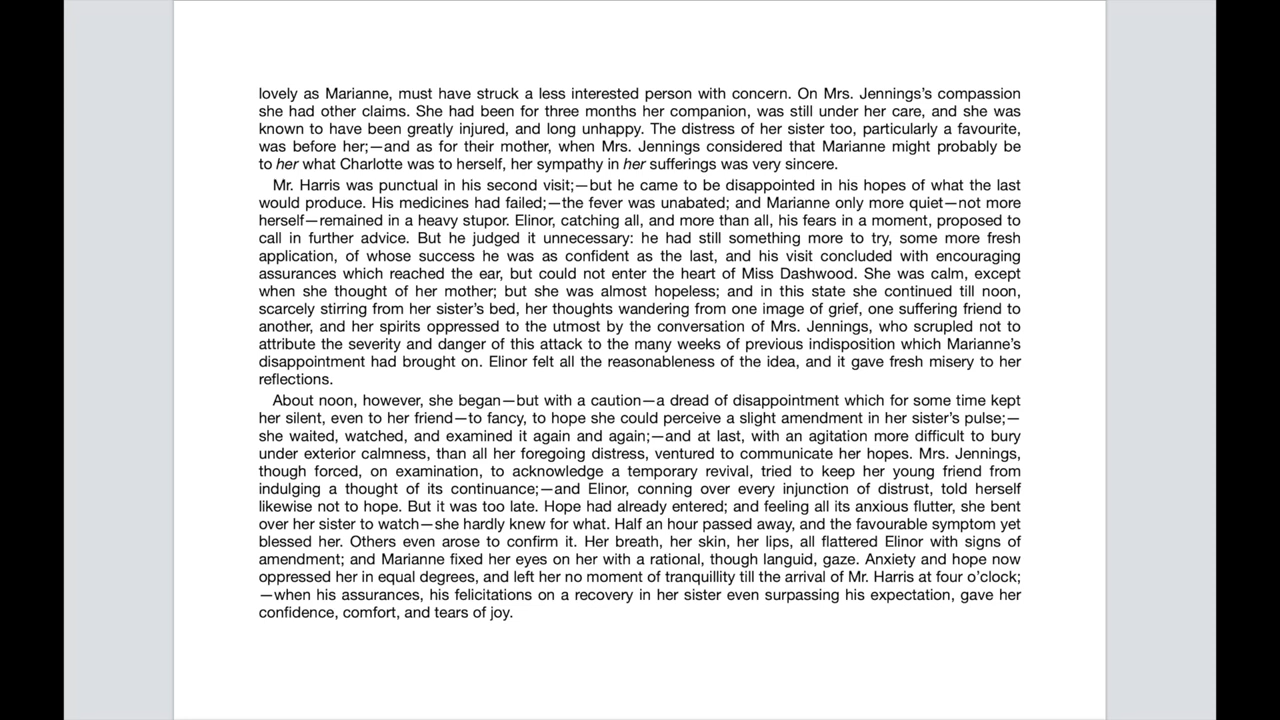 lovely as Marianne, must have struck a less interested person with concern. On Mrs. Jennings’s compassion
she had other claims. She had been for three months her companion, was still under her care, and she was
known to have been greatly injured, and long unhappy. The distress of her sister too, particularly a favourite,
was before her;—and as for their mother, when Mrs. Jennings considered that Marianne might probably be
to her what Charlotte was to herself, her sympathy in her sufferings was very sincere.
Mr. Harris was punctual in his second visit;—but he came to be disappointed in his hopes of what the last
would produce. His medicines had failed;—the fever was unabated; and Marianne only more quiet—not more
herself—remained in a heavy stupor. Elinor, catching all, and more than all, his fears in a moment, proposed to
call in further advice. But he judged it unnecessary: he had still something more to try, some more fresh
application, of whose success he was as confident as the last, and his visit concluded with encouraging
assurances which reached the ear, but could not enter the heart of Miss Dashwood. She was calm, except
when she thought of her mother; but she was almost hopeless; and in this state she continued till noon,
scarcely stirring from her sister’s bed, her thoughts wandering from one image of grief, one suffering friend to
another, and her spirits oppressed to the utmost by the conversation of Mrs. Jennings, who scrupled not to
attribute the severity and danger of this attack to the many weeks of previous indisposition which Marianne’s
disappointment had brought on. Elinor felt all the reasonableness of the idea, and it gave fresh misery to her
reflections.
About noon, however, she began—but with a caution—a dread of disappointment which for some time kept
her silent, even to her friend—to fancy, to hope she could perceive a slight amendment in her sister’s pulse;—
she waited, watched, and examined it again and again;—and at last, with an agitation more difficult to bury
under exterior calmness, than all her foregoing distress, ventured to communicate her hopes. Mrs. Jennings,
though forced, on examination, to acknowledge a temporary revival, tried to keep her young friend from
indulging a thought of its continuance;—and Elinor, conning over every injunction of distrust, told herself
likewise not to hope. But it was too late. Hope had already entered; and feeling all its anxious flutter, she bent
over her sister to watch—she hardly knew for what. Half an hour passed away, and the favourable symptom yet
blessed her. Others even arose to confirm it. Her breath, her skin, her lips, all flattered Elinor with signs of
amendment; and Marianne fixed her eyes on her with a rational, though languid, gaze. Anxiety and hope now
oppressed her in equal degrees, and left her no moment of tranquillity till the arrival of Mr. Harris at four o’clock;
—when his assurances, his felicitations on a recovery in her sister even surpassing his expectation, gave her
confidence, comfort, and tears of joy.